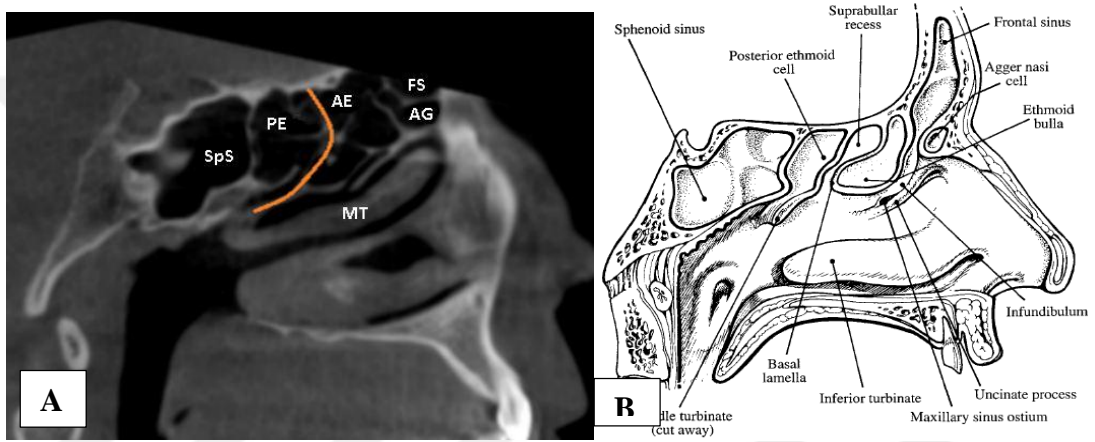 FS
AE
AG
PE
SpS
MT
A
Suprabullar
recess
Frontal sinus
Sphenoid sinus
Posterior ethmoid
cell
Agger nasi
cell
Ethmoid
bulla
Infundibulum
Basal
lamella
Uncinate process
Inferior turbinate
Maxillary sinus ostium
turbinate
(cut away)
B